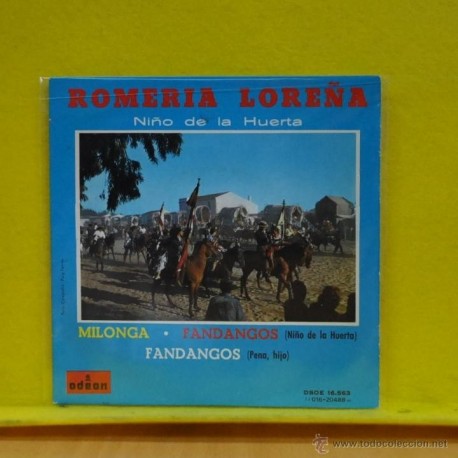 ROMERIA LOREÑA
Niño de la Huerta
MILONGA • FANDANGOS (Niño de la Huerta)
FANDANGOS (Pena, hijo)
odeon
DSOE 16.563
todocoleccion
www.todocoleccion.net